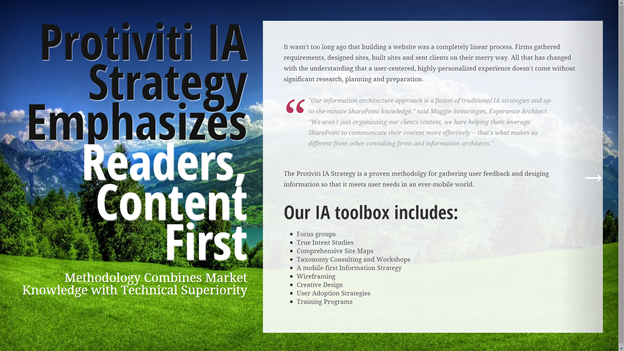 Protiviti IA
Strategy
Emphasizes
Readers,
Content
First
Methodology Combines Market
Knowledge with Technical Superiority
It wasn't too long ago that building a website was a completely linear process. Firms gathered
requirements, designed sites, built sites and sent clients on their merry way. All that has changed
with the understanding that a user-centered, highly-personalized experience doesn't come without
significant research, planning and preparation.
"Our information architecture approach is a fusion of traditional IA strategies and up
to-the-minute SharePoint knowledge," said Maggie Swearingen, Experience Architect.
"We aren't just organizaing our clients content, we hare helping them leverage
SharePoint to communicate their content more effectively -- that's what makes us
different from other consulting firms and information architects."
The Protiviti IA Strategy is a proven methodolgy for gathering user feedback and desiging
information so that it meets user needs in an ever-mobile world.
Our IA toolbox includes:
Focus groups
True Intent Studies
Comprehensive Site Maps
Taxonomy Consulting and Workshops
A mobile-first Information Strategy
Wireframing
Creative Design
User Adoption Strategies
Training Programs